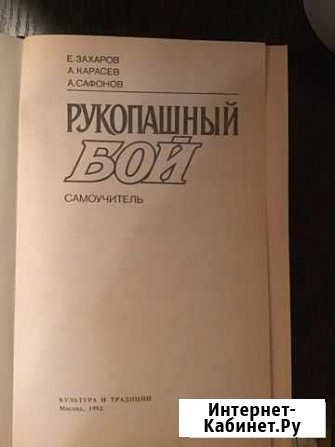 Е. ЗАХАРОВ
А. КАРАСЕВ
А. САФОНОВ
РУКОПАШНЫЙ
БОЙ
САМОУЧИТЕЛЬ
КУЛЬТУРА И ТРАДИЦИИ
Москва, 1992
Интернет-
Кабинет.Ру